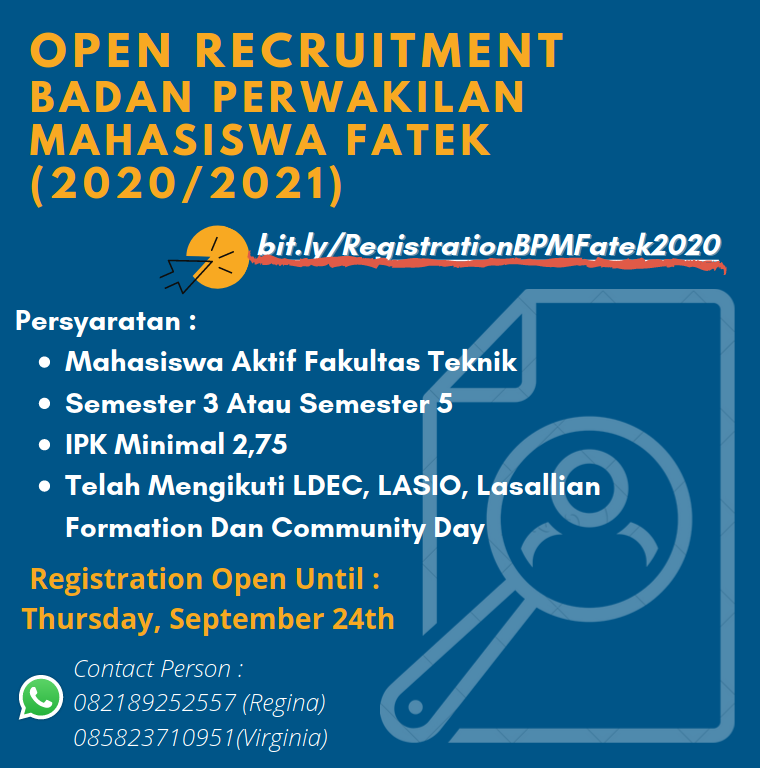 OPEN RECRUITMENT
BADAN PERWAKILAN
MAHASISWA FATEK
(2020/2021)
bit.ly/RegistrationBPMFatek2020
Persyaratan :
• Mahasiswa Aktif Fakultas Teknik
• Semester 3 Atau Semester 5
• IPK Minimal 2,75
• Telah Mengikuti LDEC, LASIO, Lasallian
Formation Dan Community Day
Registration Open Until :
Thursday, September 24th
Contact Person :
082189252557 (Regina)
085823710951(Virginia)